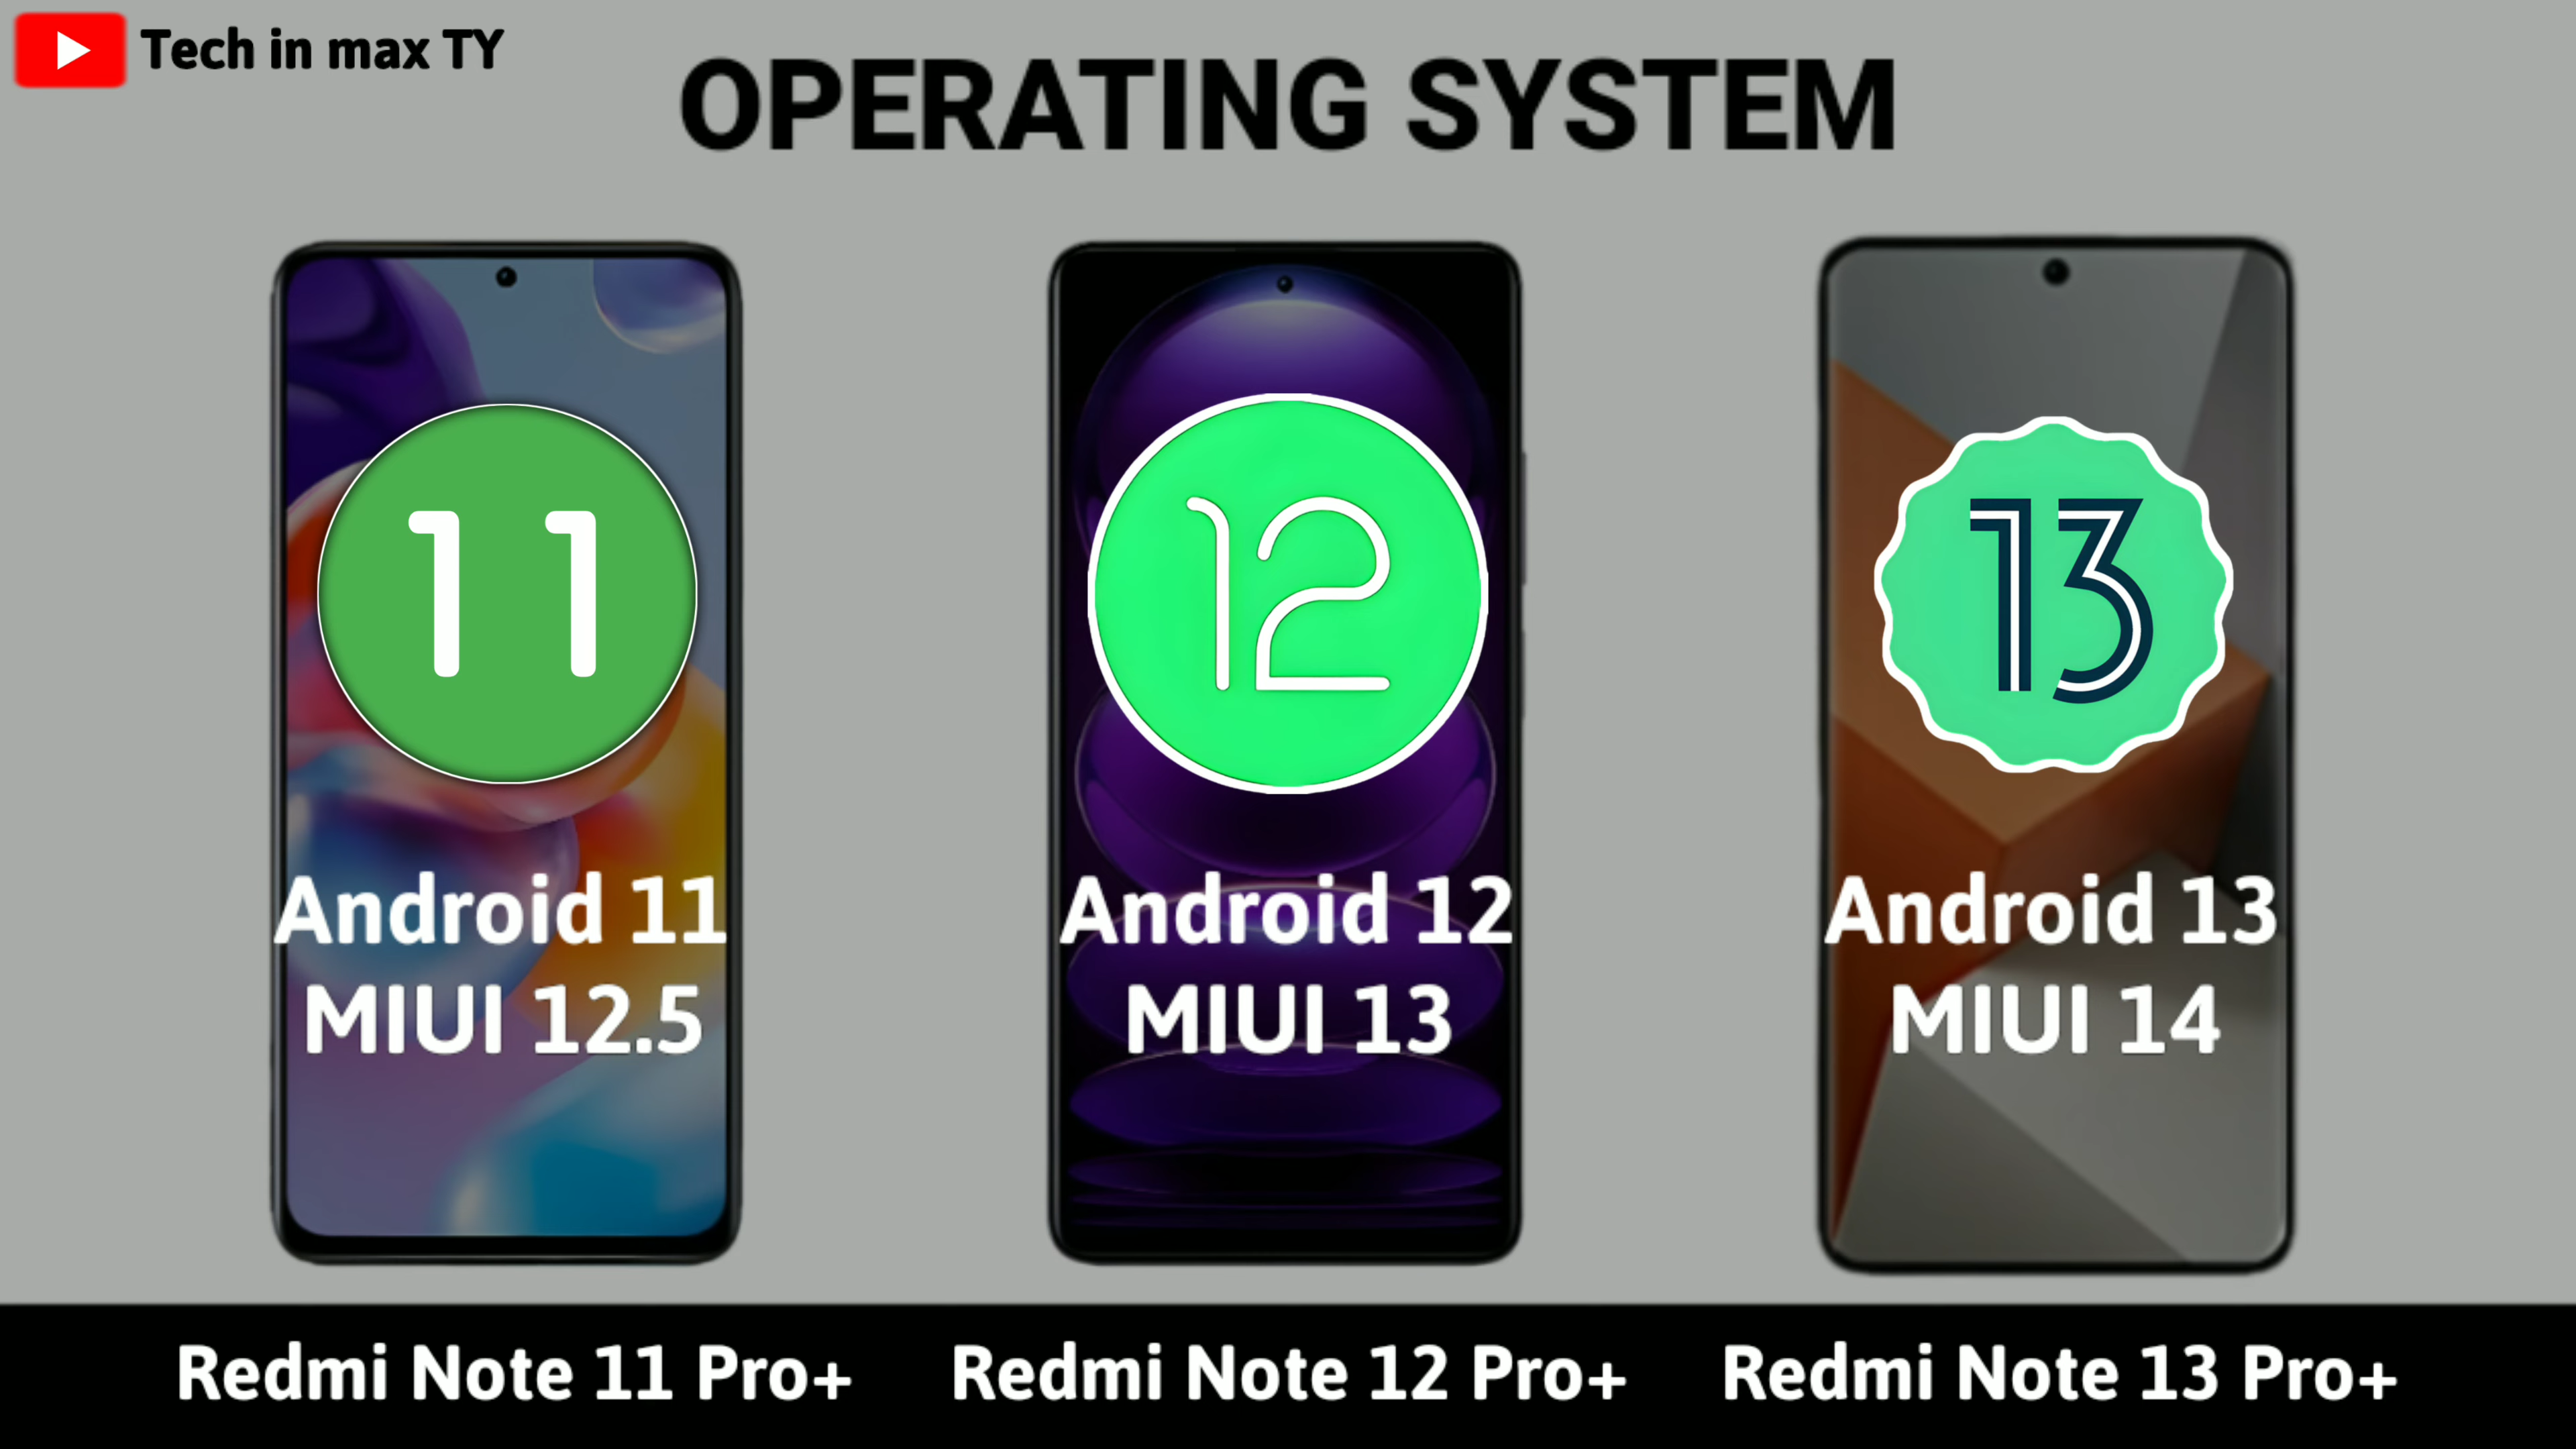 Tech in max TY
OPERATING SYSTEM
11
Android 11
MIUI 12.5
12
Android 12
MIUI 13
13
Android 13
MIUI 14
Redmi Note 11 Pro+
Redmi Note 12 Pro+
Redmi Note 13 Pro+